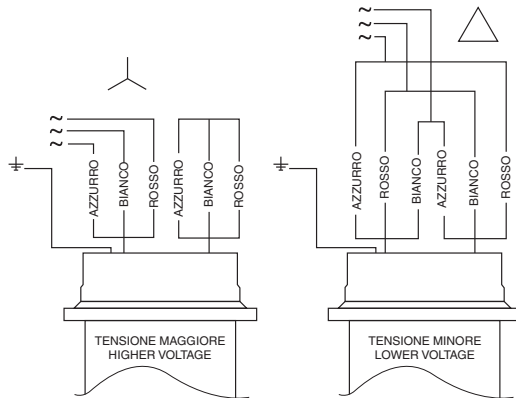 ~
~
~
~
~
~
AZZURRO
BIANCO
ROSSO
AZZURRO
BIANCO
ROSSO
AZZURRO
ROSSO
BIANCO
AZZURRO
BIANCO
ROSSO
TENSIONE MAGGIORE
HIGHER VOLTAGE
TENSIONE MINORE
LOWER VOLTAGE